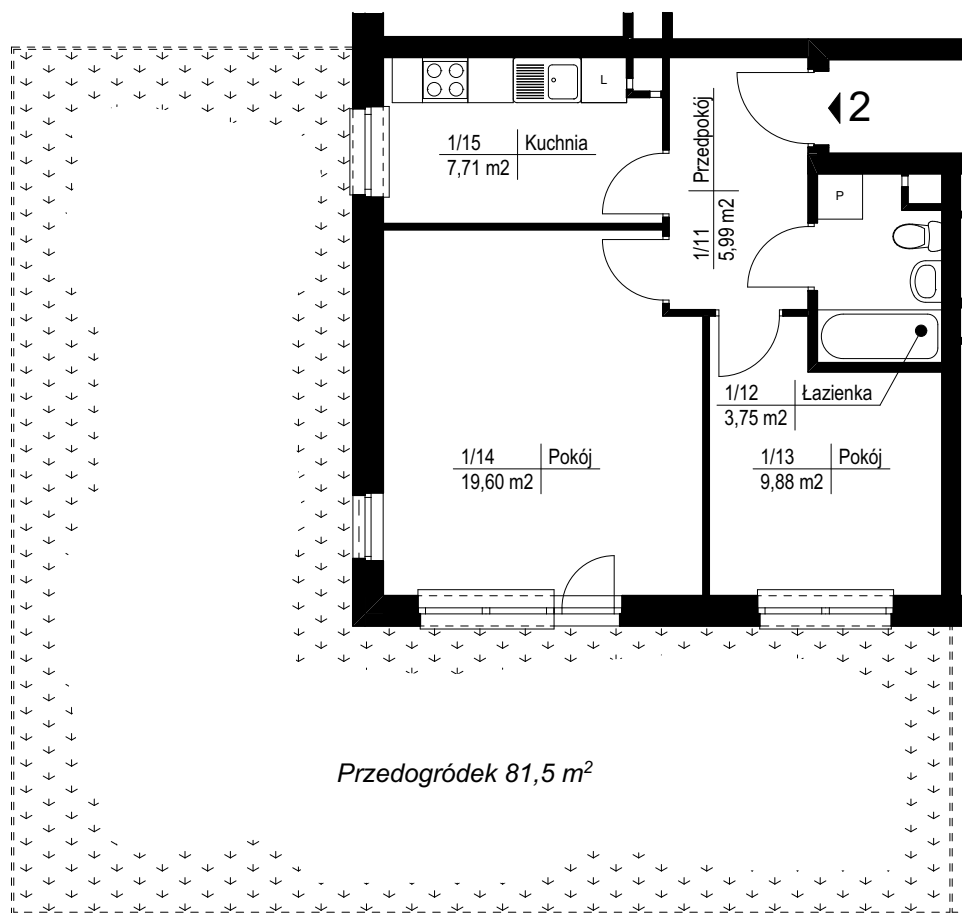 L
1/15 Kuchnia
7,71 m2
Przedpokój
1/11
5,99 m2
2
P
1/12 Łazienka
3,75 m2
1/14 Pokój
19,60 m2
1/13 Pokój
9,88 m2
Przedogródek 81,5 m²